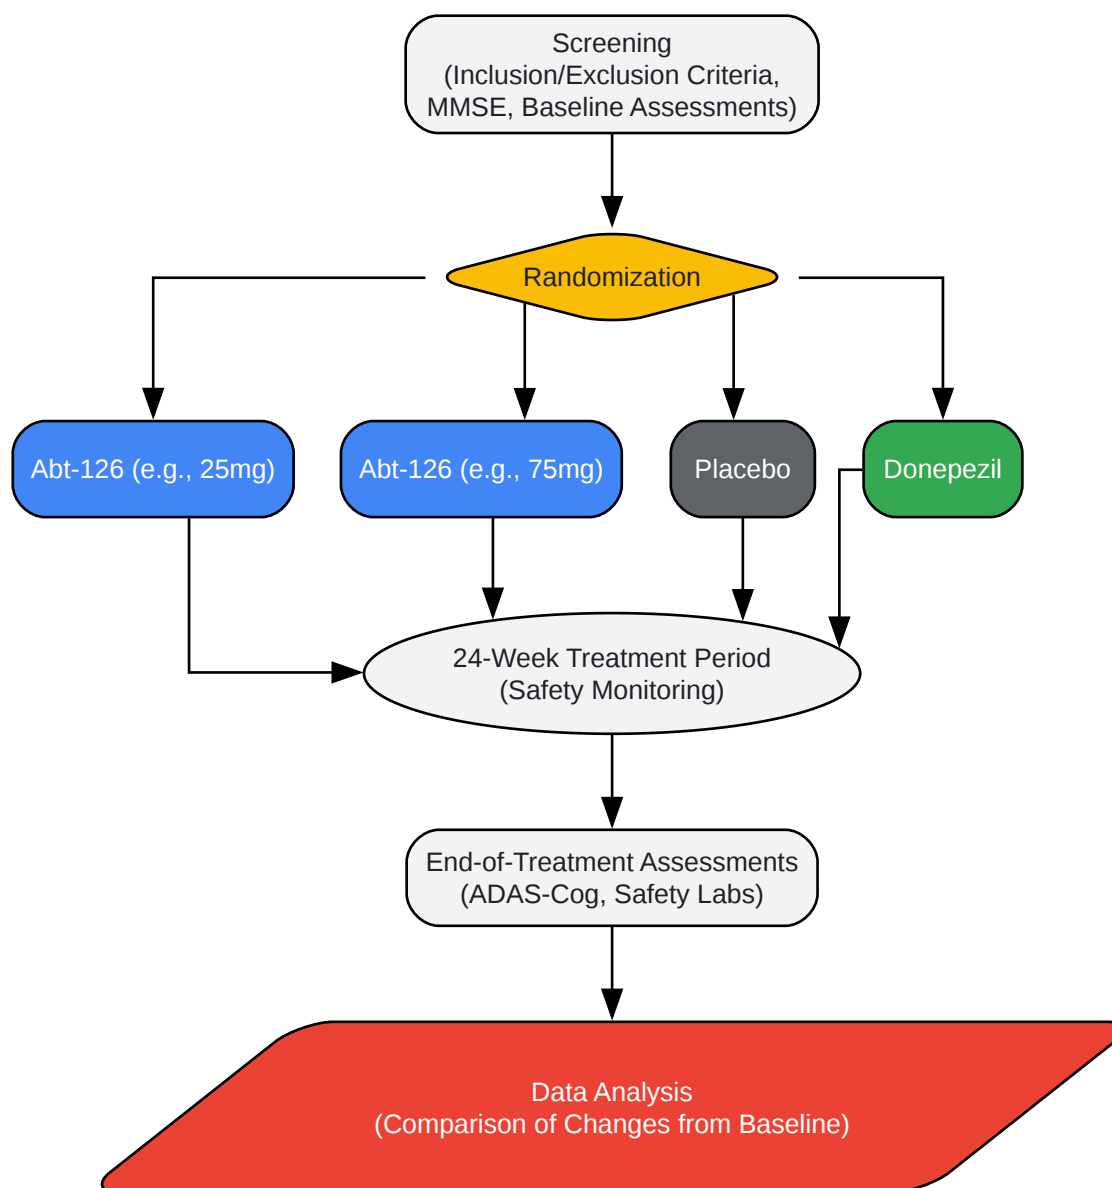 Screening
(Inclusion/Exclusion Criteria,
MMSE, Baseline Assessments)
Randomization
Abt-126 (e.g., 25mg)
Abt-126 (e.g., 75mg)
Placebo
Donepezil
24-Week Treatment Period
(Safety Monitoring)
End-of-Treatment Assessments
(ADAS-Cog, Safety Labs)
Data Analysis
(Comparison of Changes from Baseline)